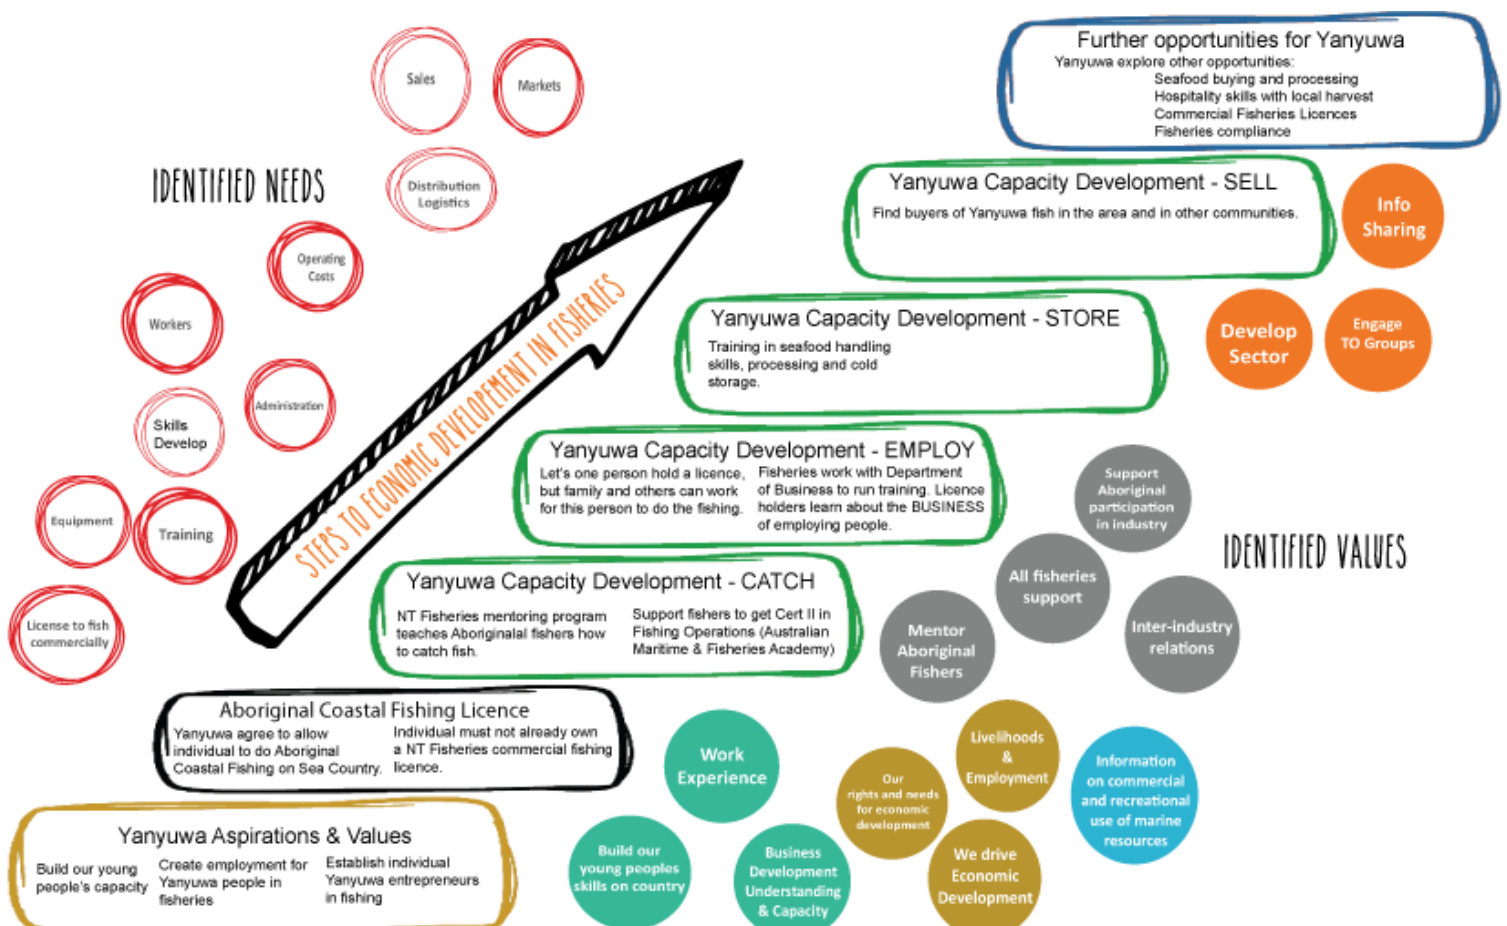 Sales
Markets
Distribution
Logistics
IDENTIFIED NEEDS
Operating
Costs
Workers
Administration
Skills
Develop
Equipment
Training
License to fish
commercially
STEPS TO ECONOMIC DEVELOPEMENT IN FISHERIES
Further opportunities for Yanyuwa
Yanyuwa explore other opportunities:
Seafood buying and processing
Hospitality skills with local harvest
Commercial Fisheries Licences
Fisheries compliance
Yanyuwa Capacity Development - SELL
Find buyers of Yanyuwa fish in the area and in other communities.
Info
Sharing
Yanyuwa Capacity Development - STORE
Training in seafood handling
skills, processing and cold
storage.
Develop
Sector
Engage
TO Groups
Yanyuwa Capacity Development - EMPLOY
Let's one person hold a licence,
but family and others can work
for this person to do the fishing.
Fisheries work with Department
of Business to run training. Licence
holders learn about the BUSINESS
of employing people.
Support
Aboriginal
participation
in industry
IDENTIFIED VALUES
All fisheries
support
Inter-industry
relations
Mentor
Aboriginal
Fishers
Yanyuwa Capacity Development - CATCH
NT Fisheries mentoring program
teaches Aboriginalal fishers how
to catch fish.
Support fishers to get Cert II in
Fishing Operations (Australian
Maritime & Fisheries Academy)
Aboriginal Coastal Fishing Licence
Yanyuwa agree to allow
individual to do Aboriginal
Coastal Fishing on Sea Country.
Individual must not already own
a NT Fisheries commercial fishing
licence.
Work
Experience
Livelihoods
&
Employment
Our
rights and needs
for economic
development
Information
on commercial
and recreational
use of marine
resources
Yanyuwa Aspirations & Values
Build our young
people's capacity
Create employment for
Yanyuwa people in
fisheries
Establish individual
Yanyuwa entrepreneurs
in fishing
Build our
young peoples
skills on country
Business
Development
Understanding
& Capacity
We drive
Economic
Development